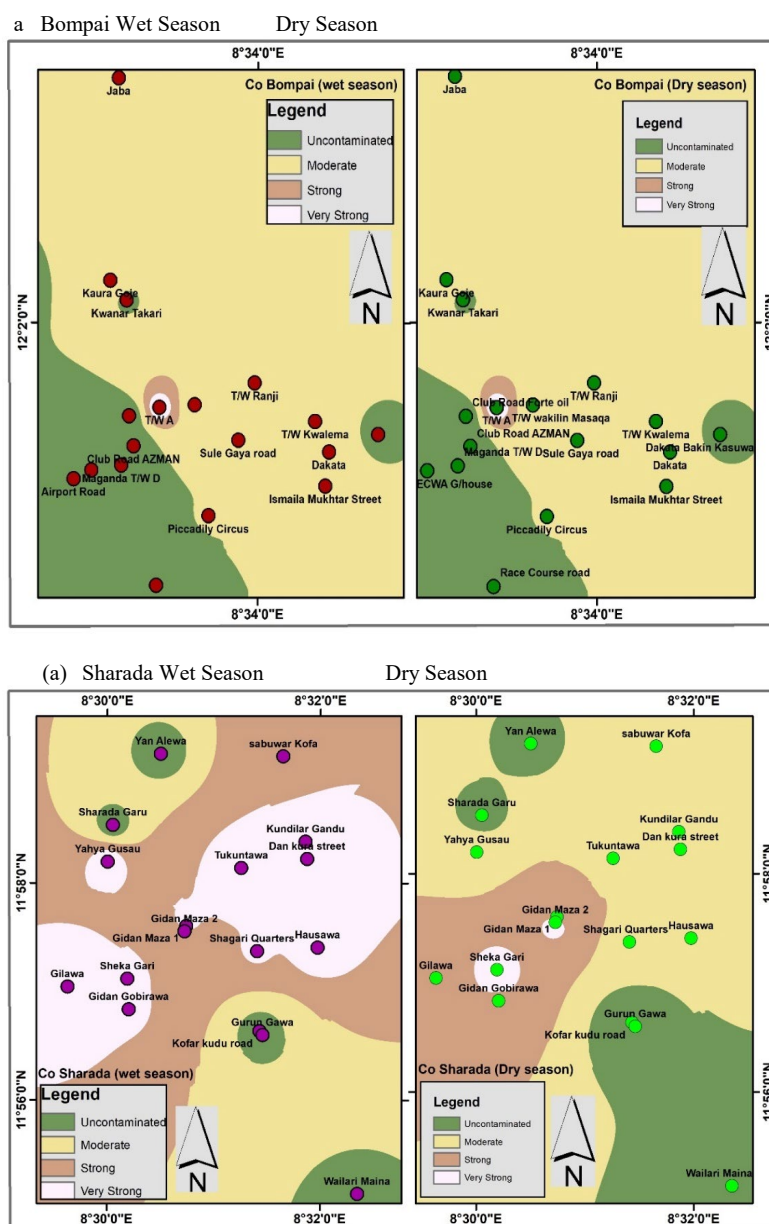 a Bompai Wet Season Dry Season
8°34'0"E 8°34'0"E
Jaba
Co Bompai (wet season)
Legend
Uncontaminated
Moderate
Strong
Very Strong
N
12°2'0"N
Kaura Goje
Kwanar Takari
T/W Ranji
T/W A
T/W Kwalema
Club Road AZMAN
Sule Gaya road
Dakata
Maganda T/W D
Airport Road
Ismaila Mukhtar Street
Piccadily Circus
8°34'0"E
Jaba
Co Bompai (Dry season)
Legend
Uncontaminated
Moderate
Strong
Very Strong
N
12°2'0"N
Kaura Goje
Kwanar Takari
T/W Ranji
Club Road Forte oil
T/W A
T/W wakilin Masaqa
T/W Kwalema
Club Road AZMAN
Maganda T/W D
Sule Gaya road
Dakata Bakin Kasuwa
Dakata
ECWA G/house
Ismaila Mukhtar Street
Piccadily Circus
Race Course road
8°34'0"E
(a) Sharada Wet Season Dry Season
8°30'0"E 8°32'0"E 8°30'0"E 8°32'0"E
Yan Alewa
sabuwar Kofa
Sharada Garu
Kundilar Gandu
Yahya Gusau
Dan kura street
Tukuntawa
11°58'0"N
Gidan Maza 2
Gidan Maza 1
Shagari Quarters
Hausawa
Sheka Gari
Gilawa
Gidan Gobirawa
Gurun Gawa
Kofar kudu road
Co Sharada (wet season)
Legend
Uncontaminated
Moderate
Strong
Very Strong
N
11°56'0"N
Wailari Maina
8°30'0"E 8°32'0"E
Yan Alewa
sabuwar Kofa
Sharada Garu
Kundilar Gandu
Yahya Gusau
Tukuntawa
Dan kura street
11°58'0"N
Gidan Maza 2
Gidan Maza 1
Shagari Quarters
Hausawa
Sheka Gari
Gilawa
Gidan Gobirawa
Gurun Gawa
Kofar kudu road
Co Sharada (Dry season)
Legend
Uncontaminated
Moderate
Strong
Very Strong
N
11°56'0"N
Wailari Maina
8°30'0"E 8°32'0"E